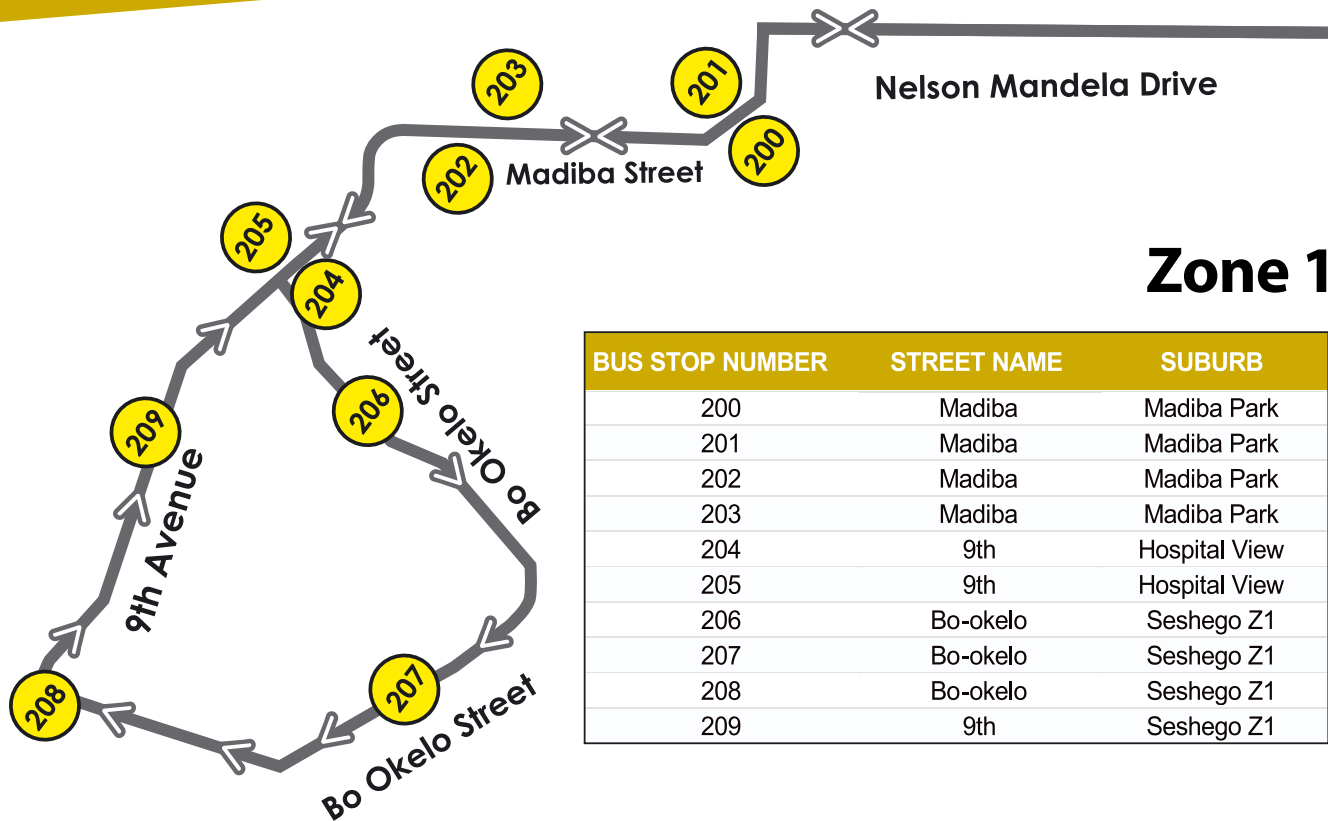 Nelson Mandela Drive
203
201
200
202
Madiba Street
205
204
Bo Okelo Street
206
209
9th Avenue
207
208
Bo Okelo Street
Zone 1
BUS STOP NUMBER STREET NAME SUBURB
200 Madiba Madiba Park
201 Madiba Madiba Park
202 Madiba Madiba Park
203 Madiba Madiba Park
204 9th Hospital View
205 9th Hospital View
206 Bo-okelo Seshego Z1
207 Bo-okelo Seshego Z1
208 Bo-okelo Seshego Z1
209 9th Seshego Z1